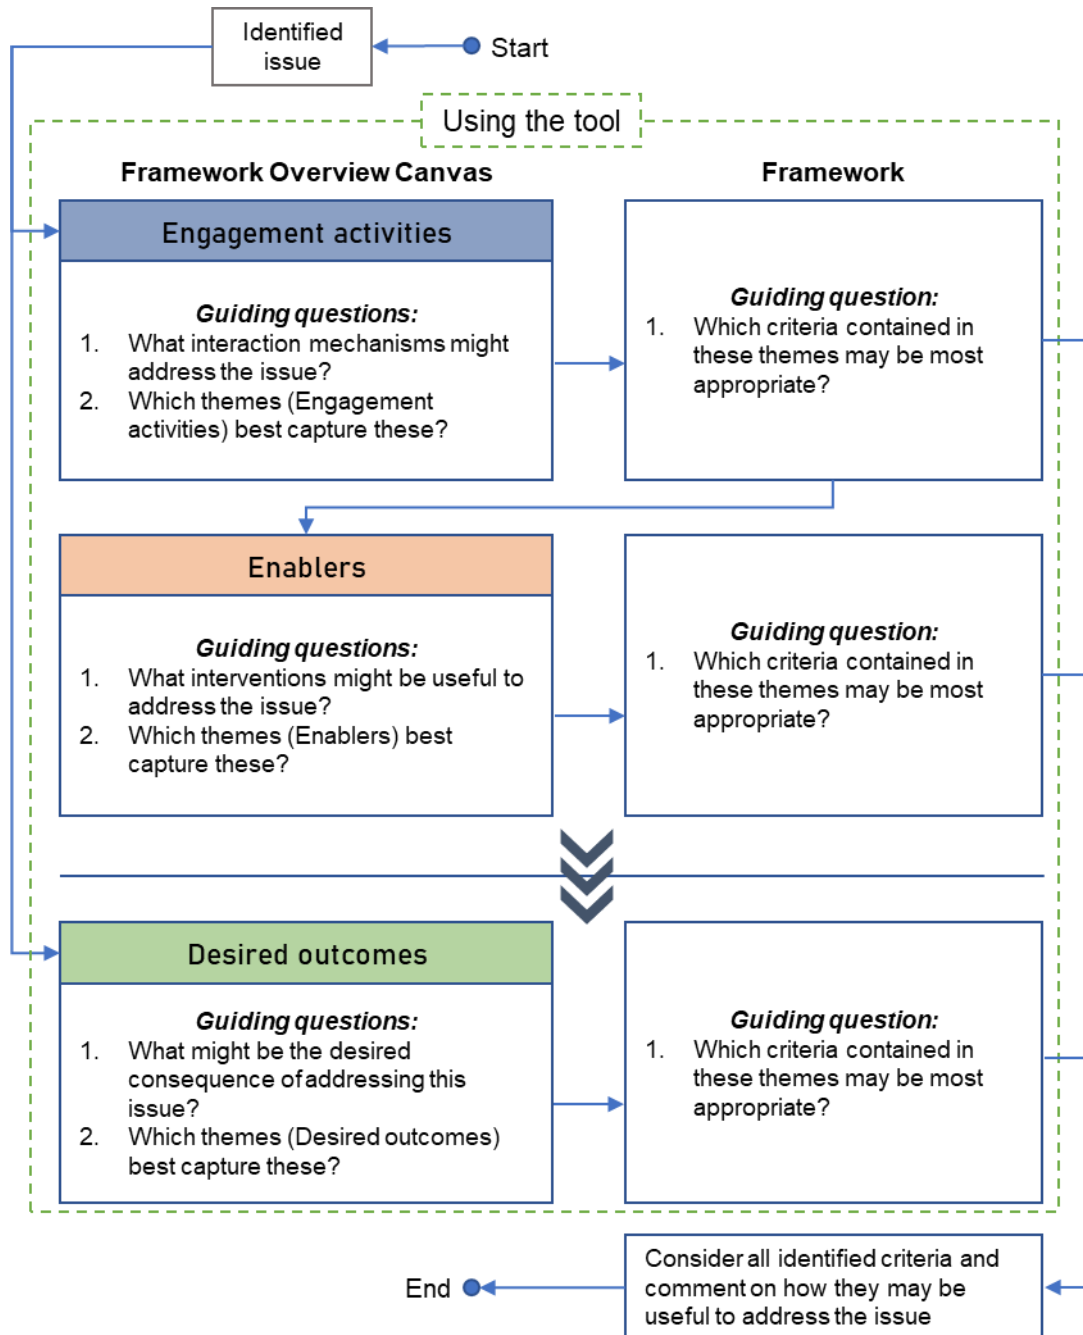 Identified
issue
Start
Using the tool
Framework Overview Canvas
Framework
Engagement activities
Guiding questions:
1. What interaction mechanisms might
address the issue?
2. Which themes (Engagement
activities) best capture these?
Guiding question:
1. Which criteria contained in
these themes may be most
appropriate?
Enablers
Guiding questions:
1. What interventions might be useful to
address the issue?
2. Which themes (Enablers) best
capture these?
Guiding question:
1. Which criteria contained in
these themes may be most
appropriate?
Desired outcomes
Guiding questions:
1. What might be the desired
consequence of addressing this
issue?
2. Which themes (Desired outcomes)
best capture these?
Guiding question:
1. Which criteria contained in
these themes may be most
appropriate?
End
Consider all identified criteria and
comment on how they may be
useful to address the issue